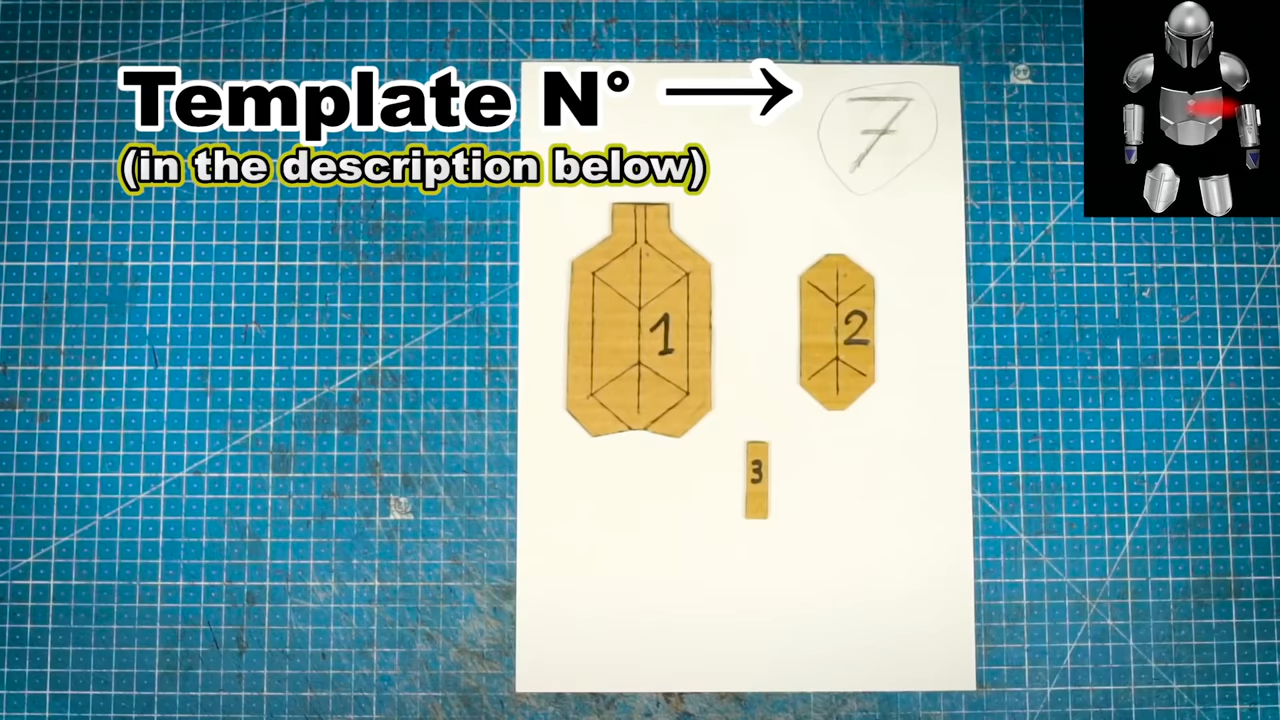 Template N° →
7
(in the description below)
1
2
3